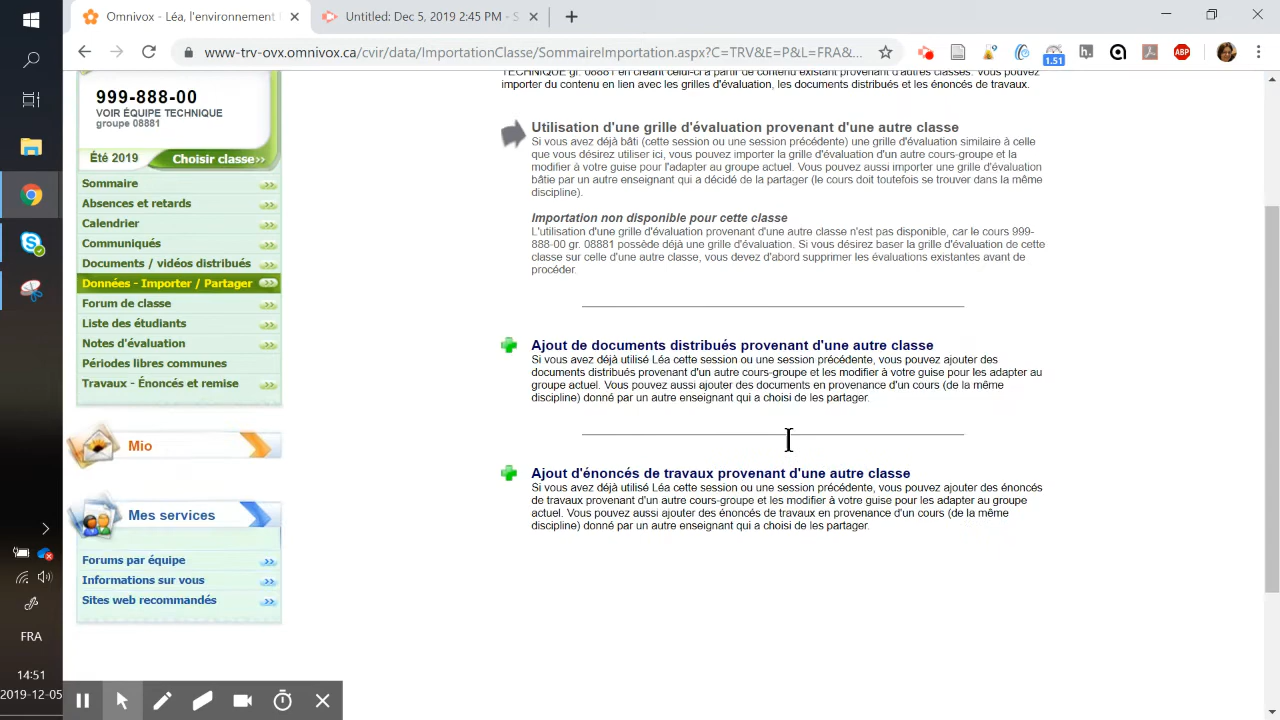 Omnivox - Léa, l'environnement
Untitled: Dec 5, 2019 2:45 PM - S
www-trv-ovx.omnivox.ca/cvir/data/ImportationClasse/SommaireImportation.aspx?C=TRV&E=P&L=FRA&...
1.51
h.
ABP
999-888-00
VOIR ÉQUIPE TECHNIQUE
groupe 08881
Été 2019
Choisir classe>>
Sommaire
Absences et retards
Calendrier
Communiqués
Documents / vidéos distribués
Données - Importer / Partager
Forum de classe
Liste des étudiants
Notes d'évaluation
Périodes libres communes
Travaux - Énoncés et remise
Mio
Mes services
Forums par équipe
Informations sur vous
Sites web recommandés
TECHNIQUE gr. 08881 en créant celui-ci à partir de contenu existant provenant d'autres classes. Vous pouvez
importer du contenu en lien avec les grilles d'évaluation, les documents distribués et les énoncés de travaux.
Utilisation d'une grille d'évaluation provenant d'une autre classe
Si vous avez déjà bâti (cette session ou une session précédente) une grille d'évaluation similaire à celle
que vous désirez utiliser ici, vous pouvez importer la grille d'évaluation d'un autre cours-groupe et la
modifier à votre guise pour l'adapter au groupe actuel. Vous pouvez aussi importer une grille d'évaluation
bâtie par un autre enseignant qui a décidé de la partager (le cours doit toutefois se trouver dans la même
discipline).
Importation non disponible pour cette classe
L'utilisation d'une grille d'évaluation provenant d'une autre classe n'est pas disponible, car le cours 999-
888-00 gr. 08881 possède déjà une grille d'évaluation. Si vous désirez baser la grille d'évaluation de cette
classe sur celle d'une autre classe, vous devez d'abord supprimer les évaluations existantes avant de
procéder.
Ajout de documents distribués provenant d'une autre classe
Si vous avez déjà utilisé Léa cette session ou une session précédente, vous pouvez ajouter des
documents distribués provenant d'un autre cours-groupe et les modifier à votre guise pour les adapter au
groupe actuel. Vous pouvez aussi ajouter des documents en provenance d'un cours (de la même
discipline) donné par un autre enseignant qui a choisi de les partager.
Ajout d'énoncés de travaux provenant d'une autre classe
Si vous avez déjà utilisé Léa cette session ou une session précédente, vous pouvez ajouter des énoncés
de travaux provenant d'un autre cours-groupe et les modifier à votre guise pour les adapter au groupe
actuel. Vous pouvez aussi ajouter des énoncés de travaux en provenance d'un cours (de la même
discipline) donné par un autre enseignant qui a choisi de les partager.
FRA
14:51
2019-12-05